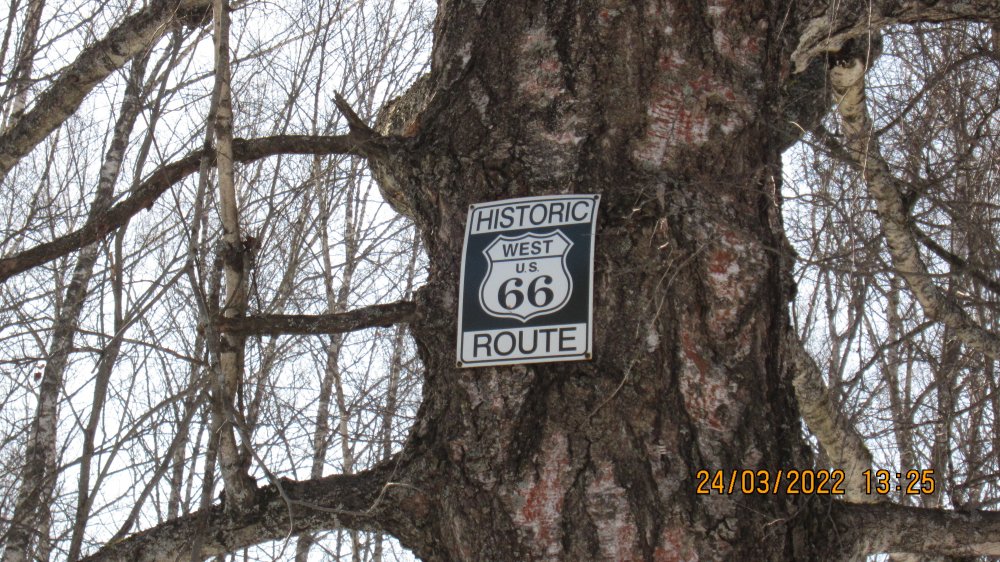 HISTORIC
WEST
U.S.
66
ROUTE
24/03/2022 13:25